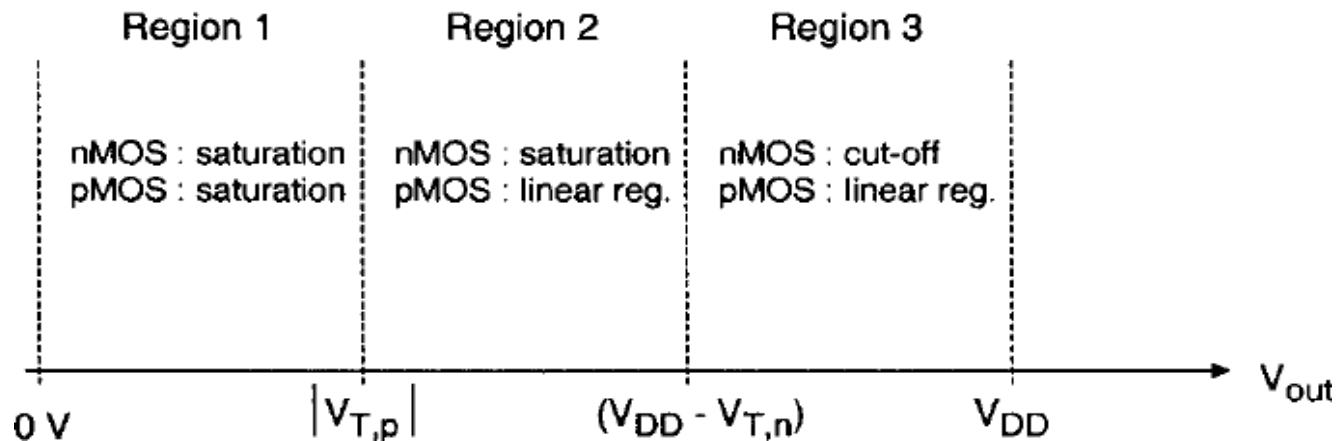 Region 1 Region 2 Region 3
nMOS : saturation nMOS : saturation nMOS : cut-off
pMOS : saturation pMOS : linear reg. pMOS : linear reg.
0 V |V_T,p| (V_DD - V_T,n) V_DD V_out